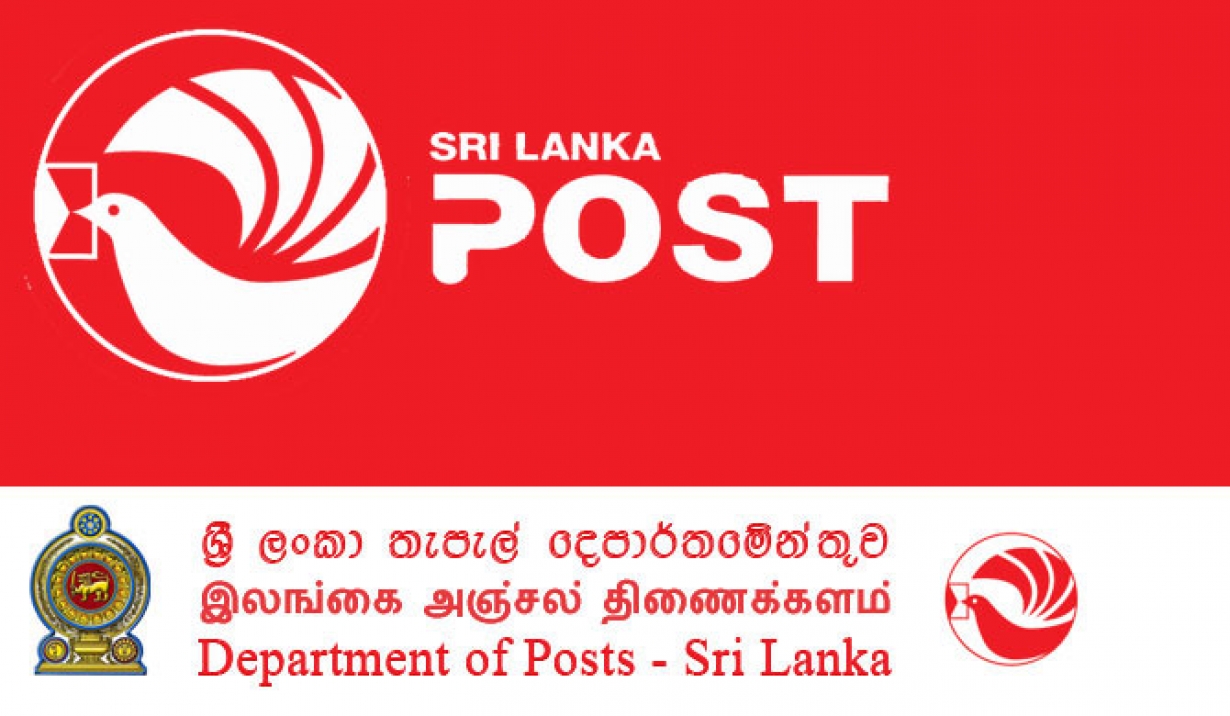 SRI LANKA
POST
ශ්‍රී ලංකා තැපැල් දෙපාර්තමේන්තුව
இலங்கை அஞ்சல் திணைக்களம்
Department of Posts - Sri Lanka